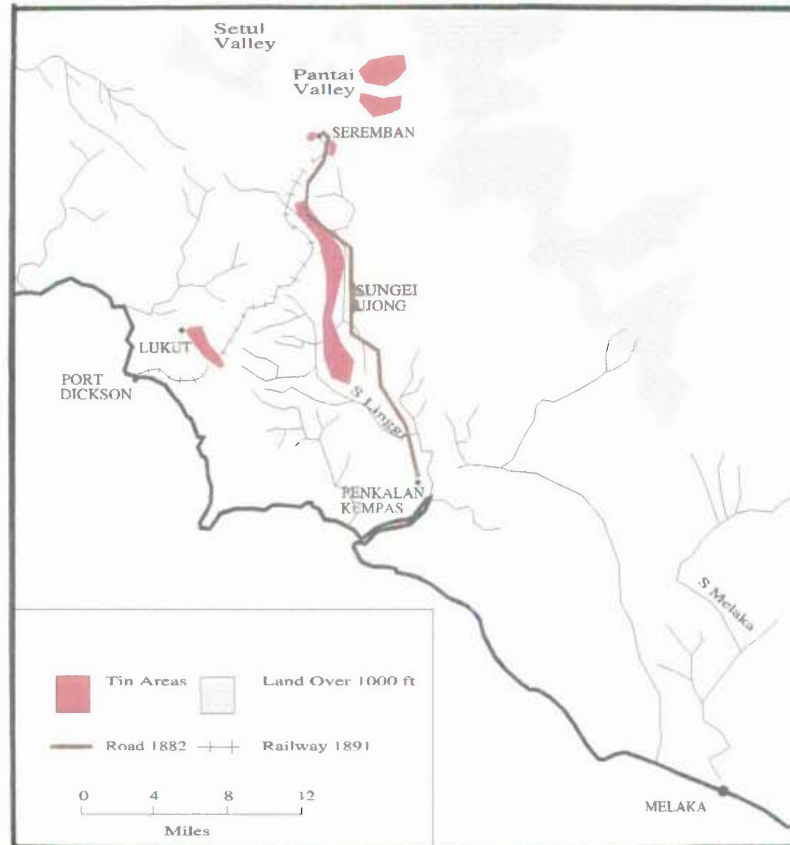 Setul
Valley
Pantai
Valley
SEREMBAN
SUNGEI
UJONG
LUKUT
PORT
DICKSON
S Linggi
PENKALAN
KEMPAS
S Melaka
MELAKA
Tin Areas
Land Over 1000 ft
Road 1882
Railway 1891
0 4 8 12
Miles